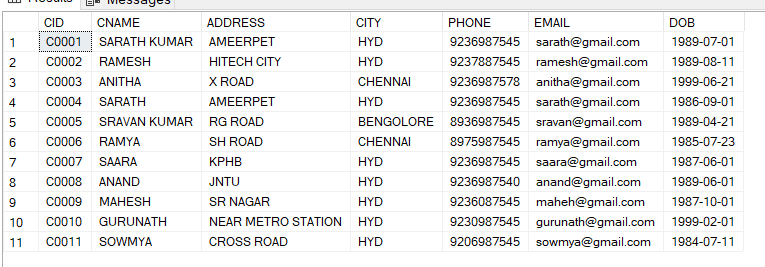 Results Messages
CID CNAME ADDRESS CITY PHONE EMAIL DOB
1 C0001 SARATH KUMAR AMEERPET HYD 9236987545 sarath@gmail.com 1989-07-01
2 C0002 RAMESH HITECH CITY HYD 9237887545 ramesh@gmail.com 1989-08-11
3 C0003 ANITHA X ROAD CHENNAI 9236987578 anitha@gmail.com 1999-06-21
4 C0004 SARATH AMEERPET HYD 9236987545 sarath@gmail.com 1986-09-01
5 C0005 SRAVAN KUMAR RG ROAD BENGOLORE 8936987545 sravan@gmail.com 1989-04-21
6 C0006 RAMYA SH ROAD CHENNAI 8975987545 ramya@gmail.com 1985-07-23
7 C0007 SAARA KPHB HYD 9236987545 saara@gmail.com 1987-06-01
8 C0008 ANAND JNTU HYD 9236987540 anand@gmail.com 1989-06-01
9 C0009 MAHESH SR NAGAR HYD 9236087545 maheh@gmail.com 1987-10-01
10 C0010 GURUNATH NEAR METRO STATION HYD 9230987545 gurunath@gmail.com 1999-02-01
11 C0011 SOWMYA CROSS ROAD HYD 9206987545 sowmya@gmail.com 1984-07-11